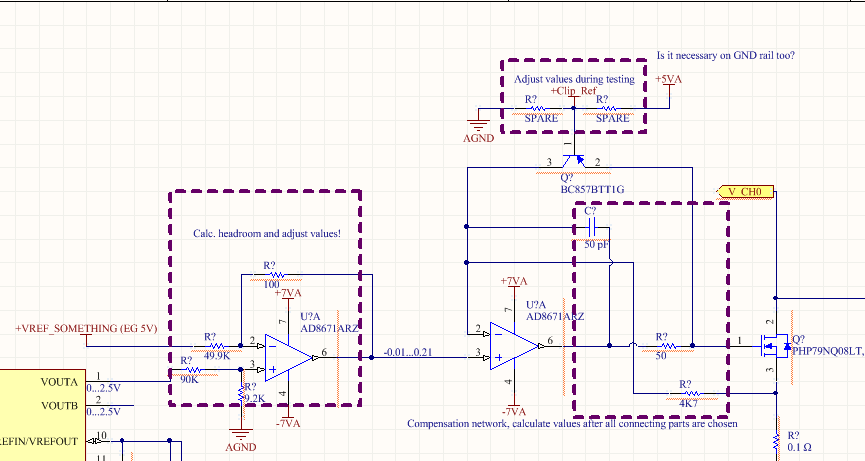 Is it necessary on GND rail too?
Adjust values during testing
+5VA
+Clip_Ref
R?
R?
SPARE
SPARE
AGND
1
3
2
Q?
BC857BTT1G
V_CH0
C?
50 pF
Calc. headroom and adjust values!
R?
100
+7VA
+7VA
U?A
AD8671ARZ
U?A
AD8671ARZ
7
7
+VREF_SOMETHING (EG 5V)
R?
49.9K
2
3
6
-0.01...0.21
2
3
6
R?
50
1
2
3
Q?
PHP79NQ08LT,
R?
90K
R?
9.2K
4
-7VA
4
-7VA
R?
4K7
AGND
VOUTA
1
0...2.5V
VOUTB
2
0...2.5V
REFIN/VREFOUT
10
11
Compensation network, calculate values after all connecting parts are chosen
R?
0.1 Ω